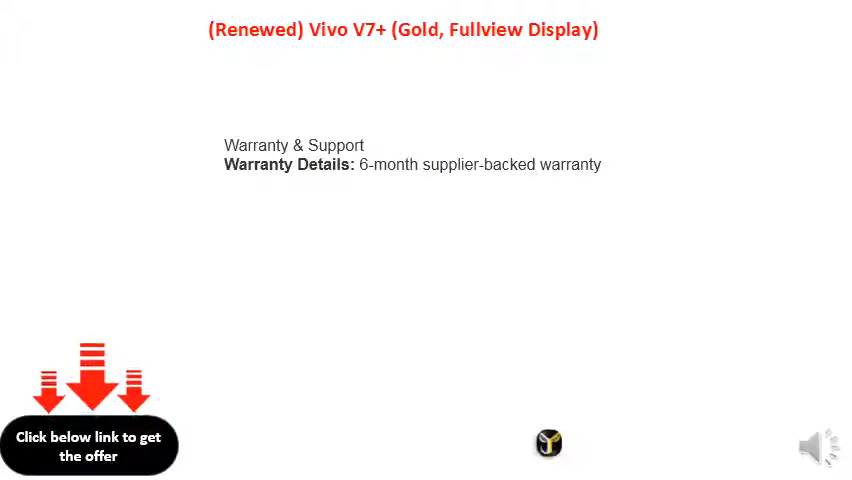 (Renewed) Vivo V7+ (Gold, Fullview Display)
Warranty & Support
Warranty Details: 6-month supplier-backed warranty
Click below link to get
the offer